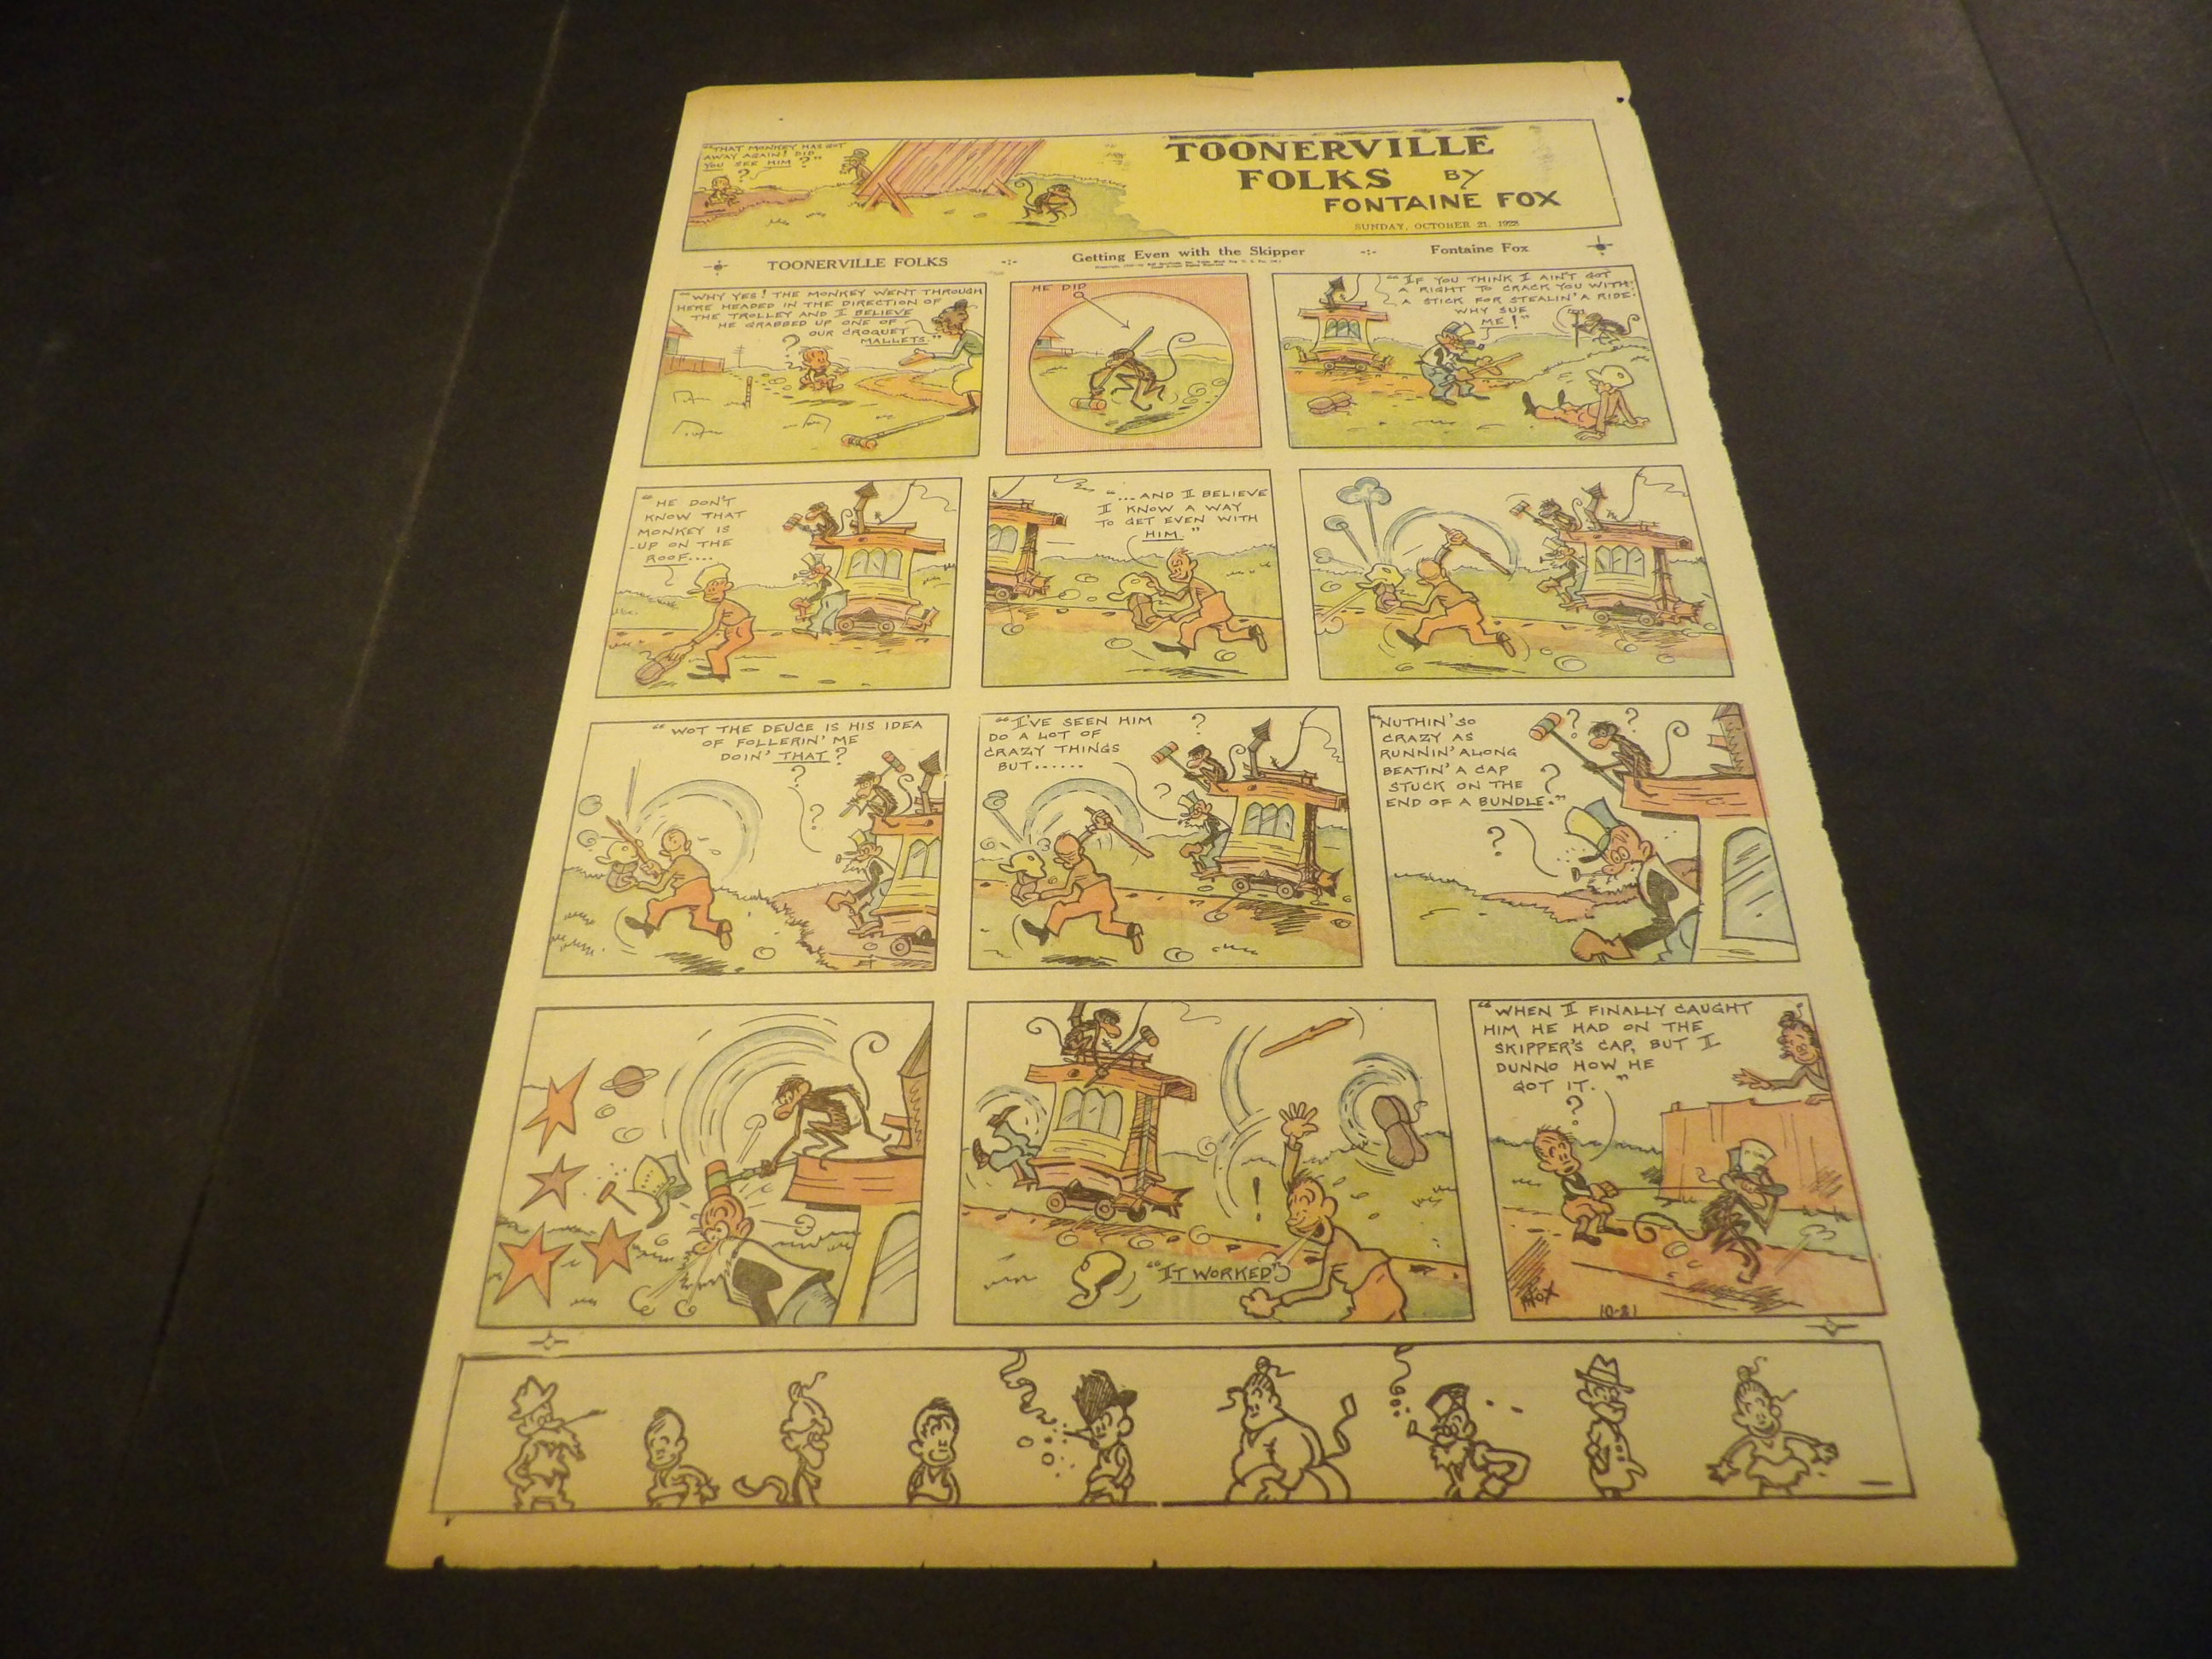 "THAT MONKEY HAS GOT
AWAY AGAIN! DID
YOU SEE HIM?"
?
TOONERVILLE
FOLKS BY
FONTAINE FOX
SUNDAY, OCTOBER 21, 1928
TOONERVILLE FOLKS -:- Getting Even with the Skipper -:- Fontaine Fox
"WHY YES! THE MONKEY WENT THROUGH
HERE HEADED IN THE DIRECTION OF
THE TROLLEY AND I BELIEVE
HE GRABBED UP ONE OF
OUR CROQUET
MALLETS."
?
HE DID
"IF YOU THINK I AIN'T GOT
A RIGHT TO CRACK YOU WITH
A STICK FOR STEALIN' A RIDE.
WHY SUE
ME!"
"HE DON'T
KNOW THAT
MONKEY IS
UP ON THE
ROOF....
"...AND I BELIEVE
I KNOW A WAY
TO GET EVEN WITH
HIM."
"WOT THE DEUCE IS HIS IDEA
OF FOLLERIN' ME
DOIN' THAT?
?
?
"I'VE SEEN HIM
DO A LOT OF
CRAZY THINGS
BUT......
?
?
"NUTHIN' SO
CRAZY AS
RUNNIN' ALONG
BEATIN' A CAP
STUCK ON THE
END OF A BUNDLE."
? ?
?
?
!
"IT WORKED"
"WHEN I FINALLY CAUGHT
HIM HE HAD ON THE
SKIPPER'S CAP, BUT I
DUNNO HOW HE
GOT IT."
?
FOX
10-21